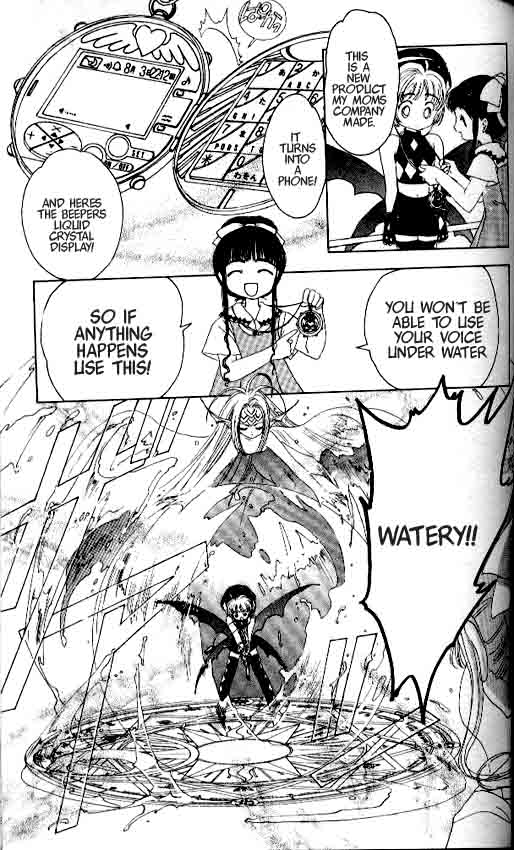 THIS
IS A
NEW
PRODUCT
MY MOMS
COMPANY
MADE.
IT
TURNS
INTO
A
PHONE!
AND HERES
THE BEEPERS
LIQUID
CRYSTAL
DISPLAY!
YOU WON'T BE
ABLE TO USE
YOUR VOICE
UNDER WATER
SO IF
ANYTHING
HAPPENS
USE THIS!
WATERY!!
SET